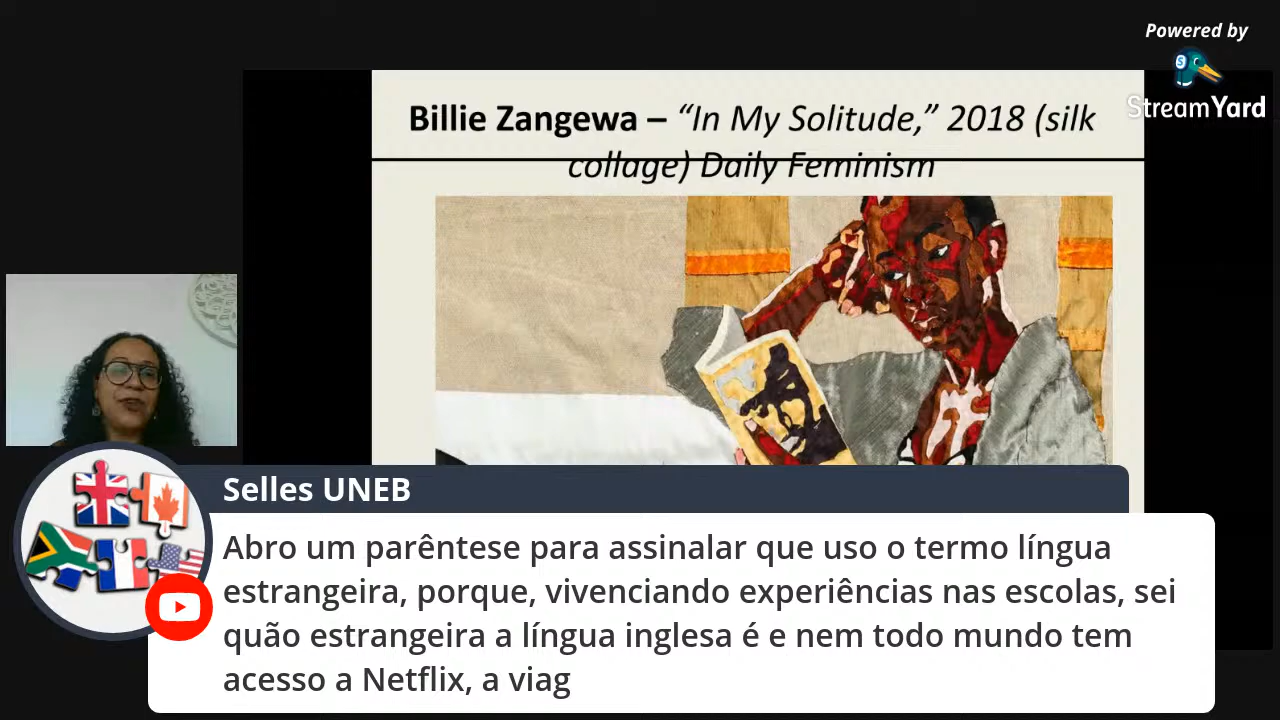 Powered by
StreamYard
Billie Zangewa – “In My Solitude,” 2018 (silk
collage) Daily Feminism
Selles UNEB
Abro um parêntese para assinalar que uso o termo língua
estrangeira, porque, vivenciando experiências nas escolas, sei
quão estrangeira a língua inglesa é e nem todo mundo tem
acesso a Netflix, a viag